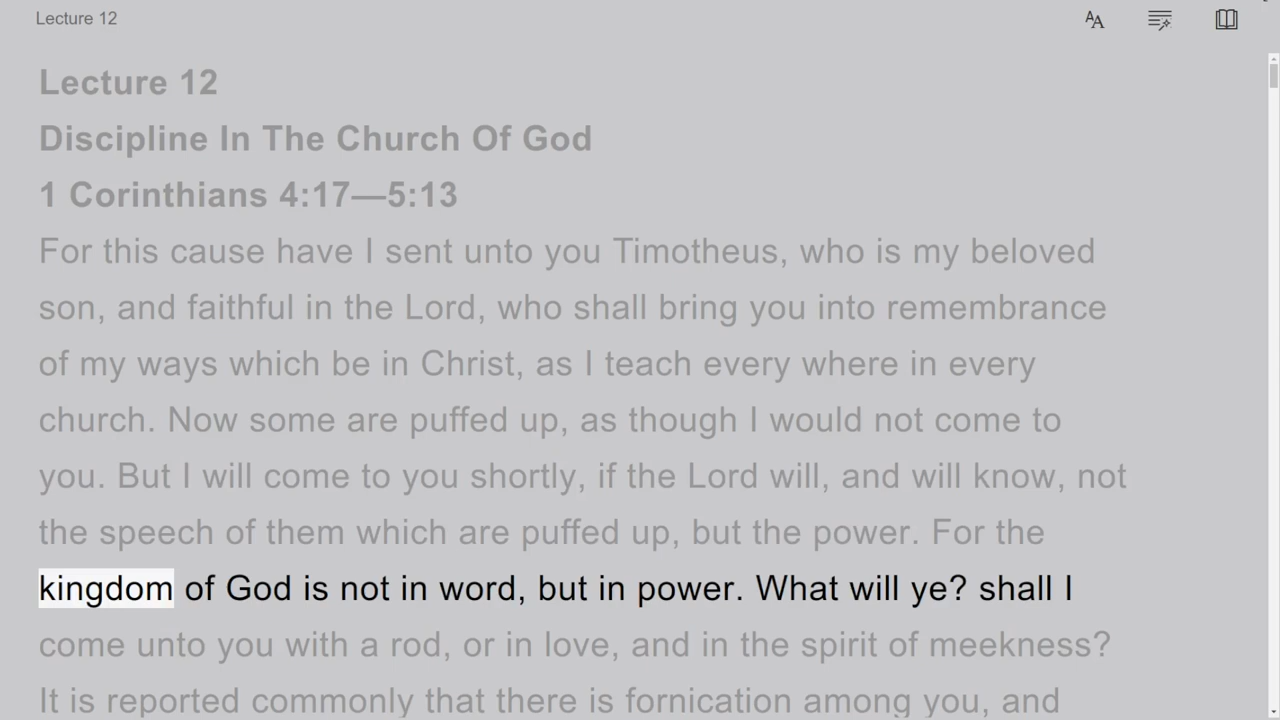 Lecture 12
Lecture 12
Discipline In The Church Of God
1 Corinthians 4:17—5:13
For this cause have I sent unto you Timotheus, who is my beloved
son, and faithful in the Lord, who shall bring you into remembrance
of my ways which be in Christ, as I teach every where in every
church. Now some are puffed up, as though I would not come to
you. But I will come to you shortly, if the Lord will, and will know, not
the speech of them which are puffed up, but the power. For the
kingdom of God is not in word, but in power. What will ye? shall I
come unto you with a rod, or in love, and in the spirit of meekness?
It is reported commonly that there is fornication among you, and